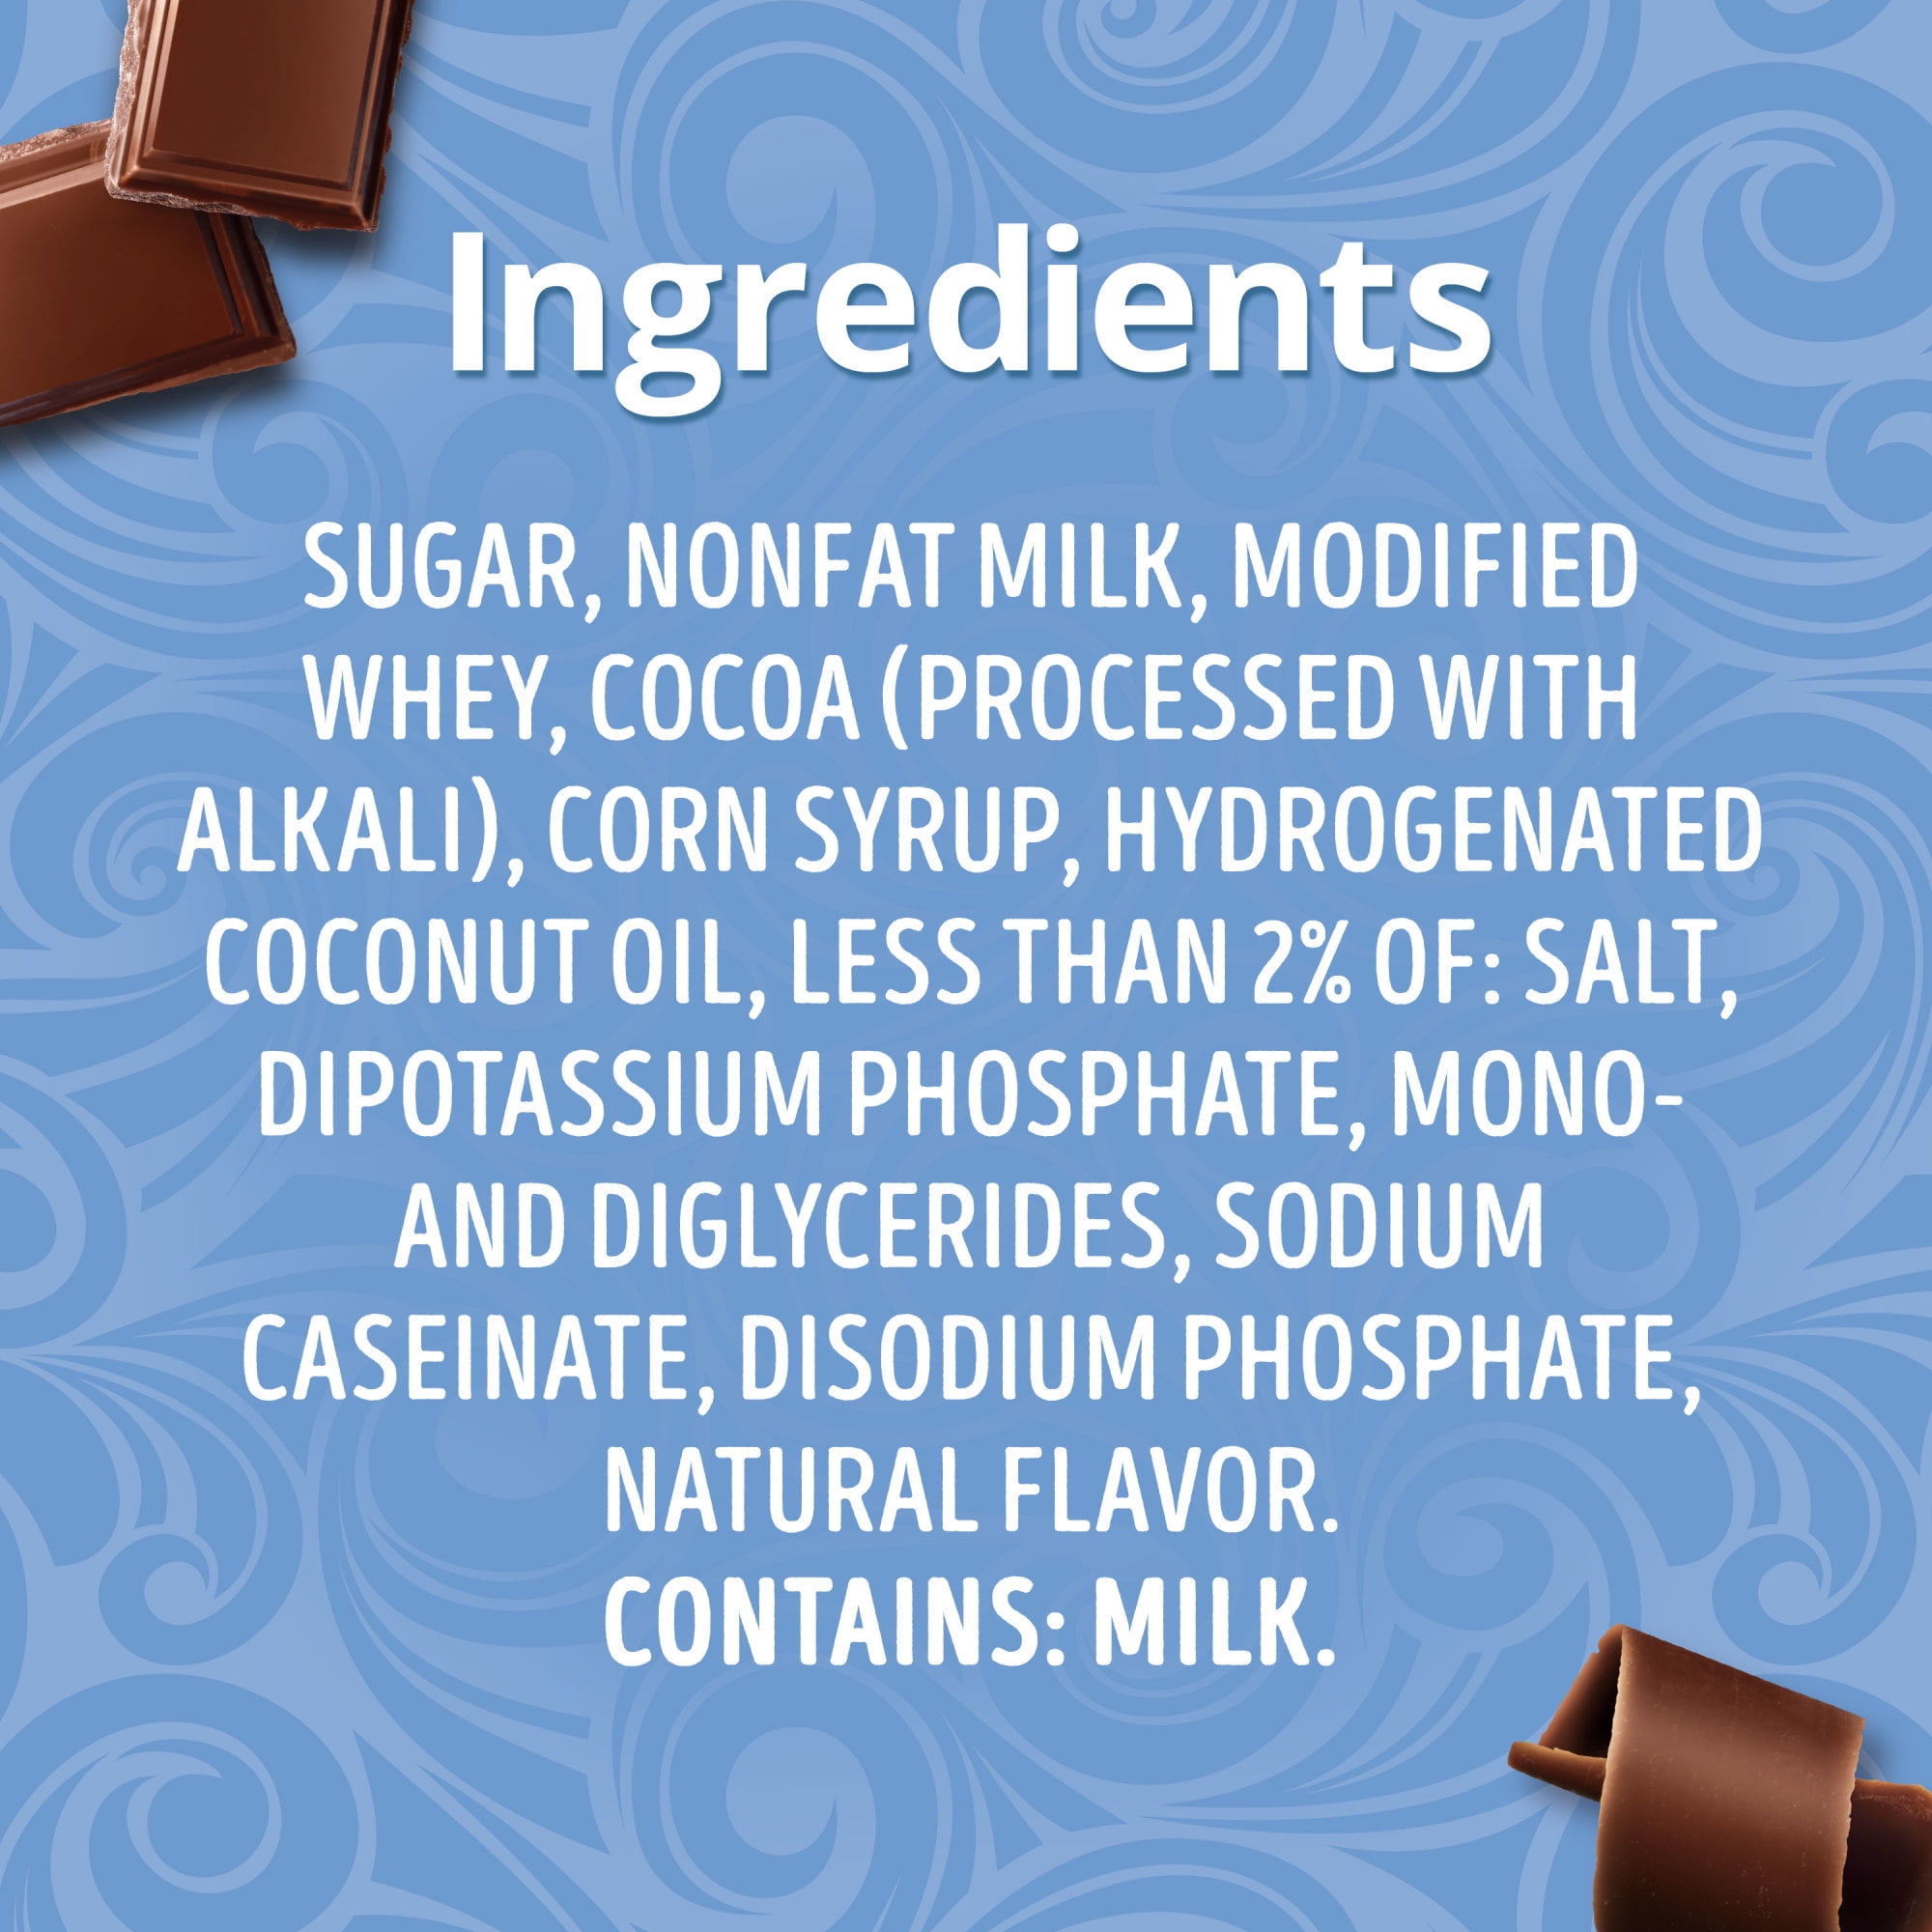 Ingredients
SUGAR, NONFAT MILK, MODIFIED
WHEY, COCOA (PROCESSED WITH
ALKALI), CORN SYRUP, HYDROGENATED
COCONUT OIL, LESS THAN 2% OF: SALT,
DIPOTASSIUM PHOSPHATE, MONO-
AND DIGLYCERIDES, SODIUM
CASEINATE, DISODIUM PHOSPHATE,
NATURAL FLAVOR.
CONTAINS: MILK.